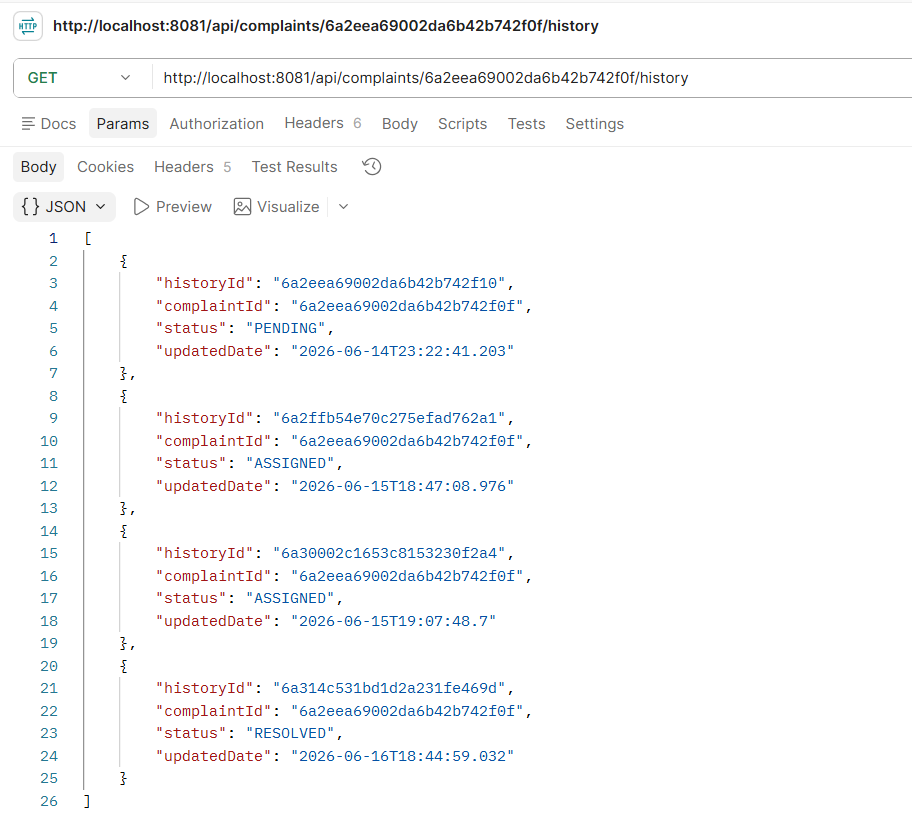 HTTP http://localhost:8081/api/complaints/6a2eea69002da6b42b742f0f/history
GET http://localhost:8081/api/complaints/6a2eea69002da6b42b742f0f/history
Docs Params Authorization Headers 6 Body Scripts Tests Settings
Body Cookies Headers 5 Test Results
{ } JSON Preview Visualize
1 [
2 {
3 "historyId": "6a2eea69002da6b42b742f10",
4 "complaintId": "6a2eea69002da6b42b742f0f",
5 "status": "PENDING",
6 "updatedDate": "2026-06-14T23:22:41.203"
7 },
8 {
9 "historyId": "6a2ffb54e70c275efad762a1",
10 "complaintId": "6a2eea69002da6b42b742f0f",
11 "status": "ASSIGNED",
12 "updatedDate": "2026-06-15T18:47:08.976"
13 },
14 {
15 "historyId": "6a30002c1653c8153230f2a4",
16 "complaintId": "6a2eea69002da6b42b742f0f",
17 "status": "ASSIGNED",
18 "updatedDate": "2026-06-15T19:07:48.7"
19 },
20 {
21 "historyId": "6a314c531bd1d2a231fe469d",
22 "complaintId": "6a2eea69002da6b42b742f0f",
23 "status": "RESOLVED",
24 "updatedDate": "2026-06-16T18:44:59.032"
25 }
26 ]